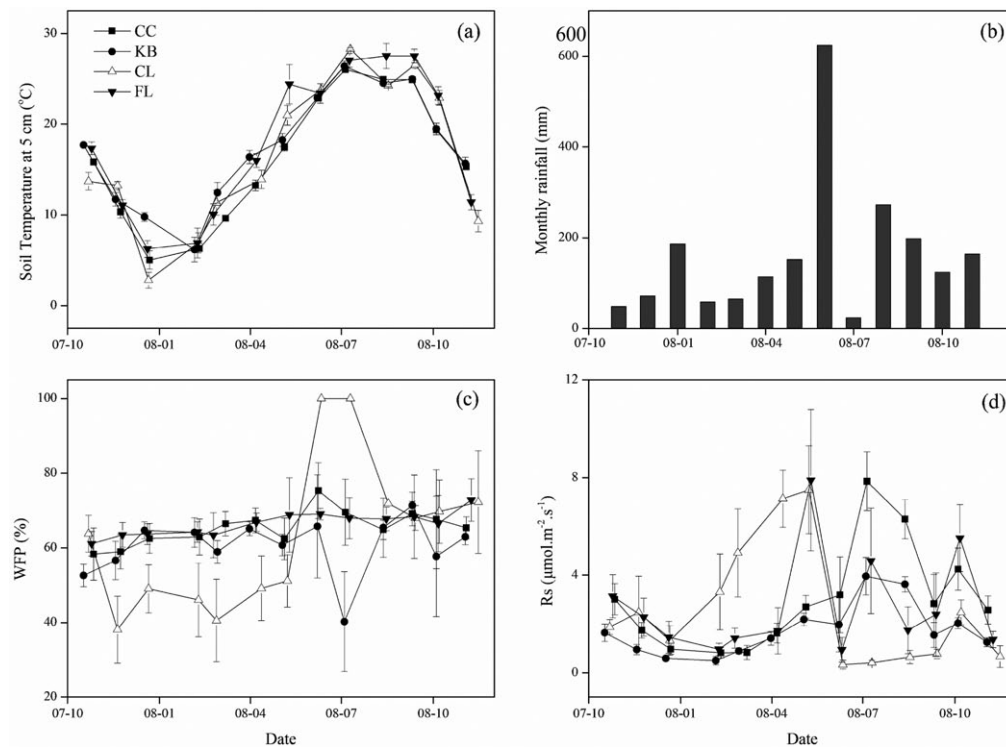 (a)
CC
KB
CL
FL
30
20
10
0
Soil Temperature at 5 cm (°C)
07-10 08-01 08-04 08-07 08-10
(b)
600
600
400
200
0
Monthly rainfall (mm)
07-10 08-01 08-04 08-07 08-10
(c)
100
80
60
40
20
WFP (%)
07-10 08-01 08-04 08-07 08-10
Date
(d)
12
8
4
0
Rs (μmol.m⁻².s⁻¹)
07-10 08-01 08-04 08-07 08-10
Date